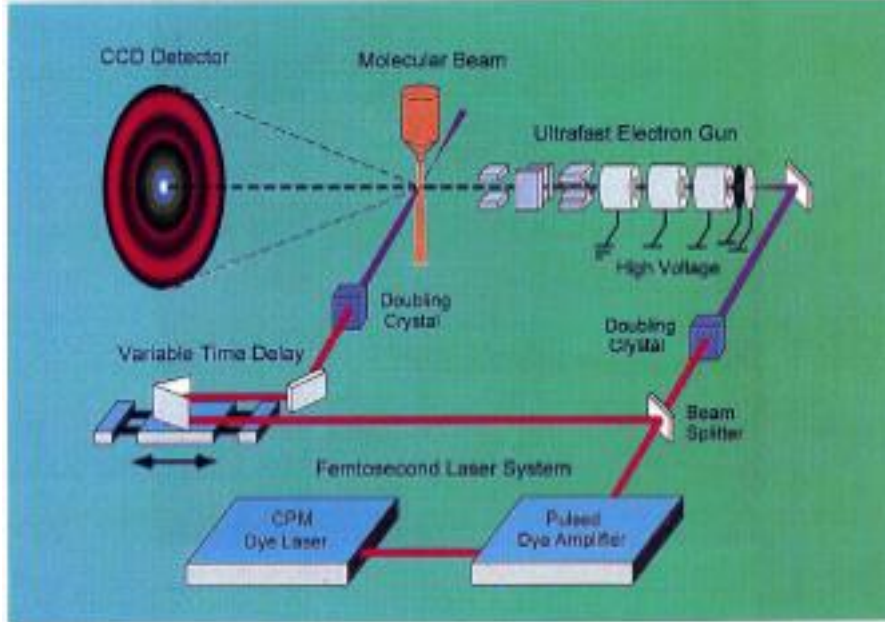 CCD Detector
Molecular Beam
Ultrafast Electron Gun
High Voltage
Doubling
Crystal
Doubling
Crystal
Variable Time Delay
Beam
Splitter
Femtosecond Laser System
CPM
Dye Laser
Pulsed
Dye Amplifier